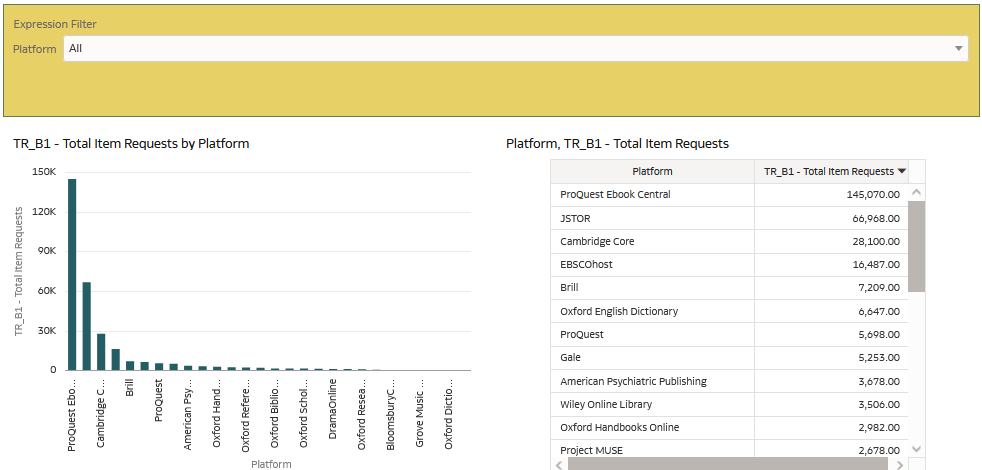 Expression Filter
Platform All
TR_B1 - Total Item Requests by Platform
150K
120K
90K
60K
30K
0
TR_B1 - Total Item Requests
ProQuest Ebo...
Cambridge C...
Brill
ProQuest
American Psy...
Oxford Hand...
Oxford Refere...
Oxford Biblio...
Oxford Schol...
DramaOnline
Oxford Resea...
BloomsburyC...
Grove Music ...
Oxford Dictio...
Platform
Platform, TR_B1 - Total Item Requests
Platform TR_B1 - Total Item Requests
ProQuest Ebook Central 145,070.00
JSTOR 66,968.00
Cambridge Core 28,100.00
EBSCOhost 16,487.00
Brill 7,209.00
Oxford English Dictionary 6,647.00
ProQuest 5,698.00
Gale 5,253.00
American Psychiatric Publishing 3,678.00
Wiley Online Library 3,506.00
Oxford Handbooks Online 2,982.00
Project MUSE 2,678.00